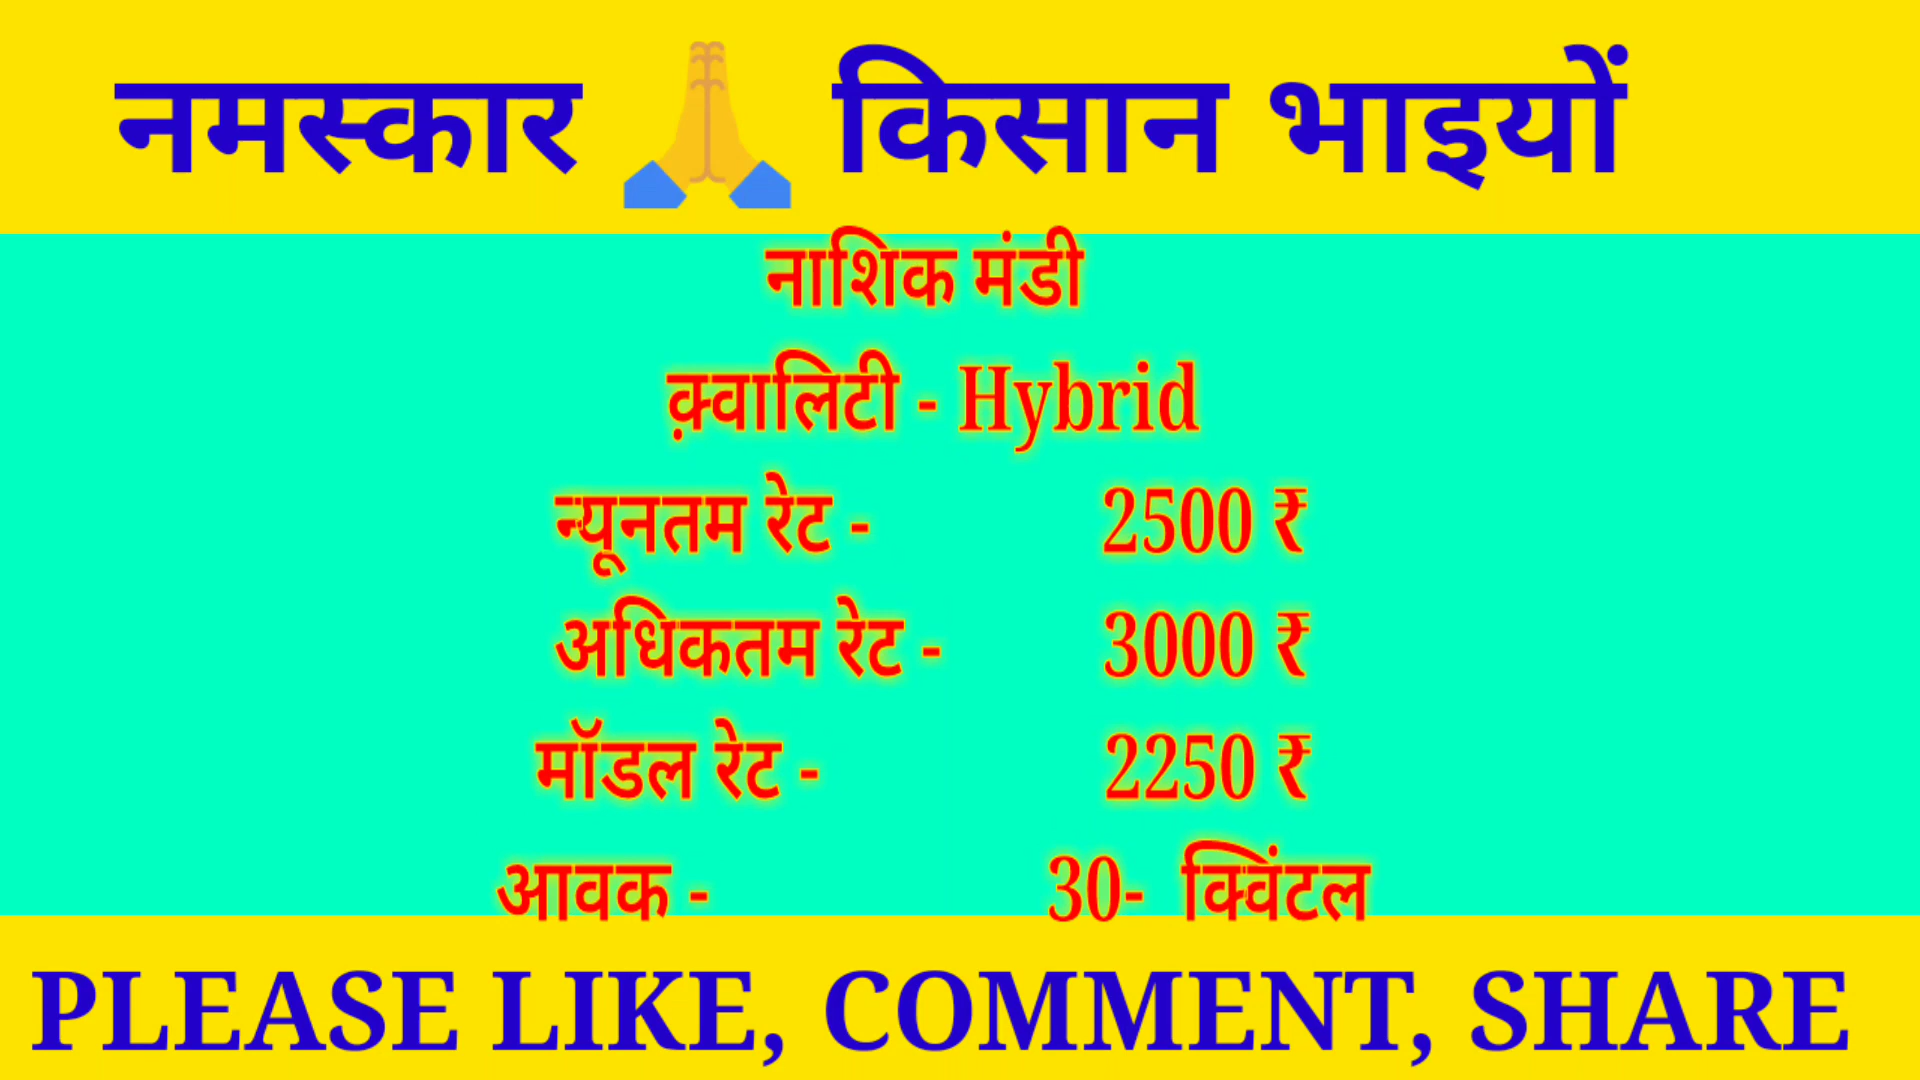 नमस्कार 🙏 किसान भाइयों
नाशिक मंडी
क़्वालिटी - Hybrid
न्यूनतम रेट - 2500 ₹
अधिकतम रेट - 3000 ₹
मॉडल रेट - 2250 ₹
आवक - 30- क्विंटल
PLEASE LIKE, COMMENT, SHARE